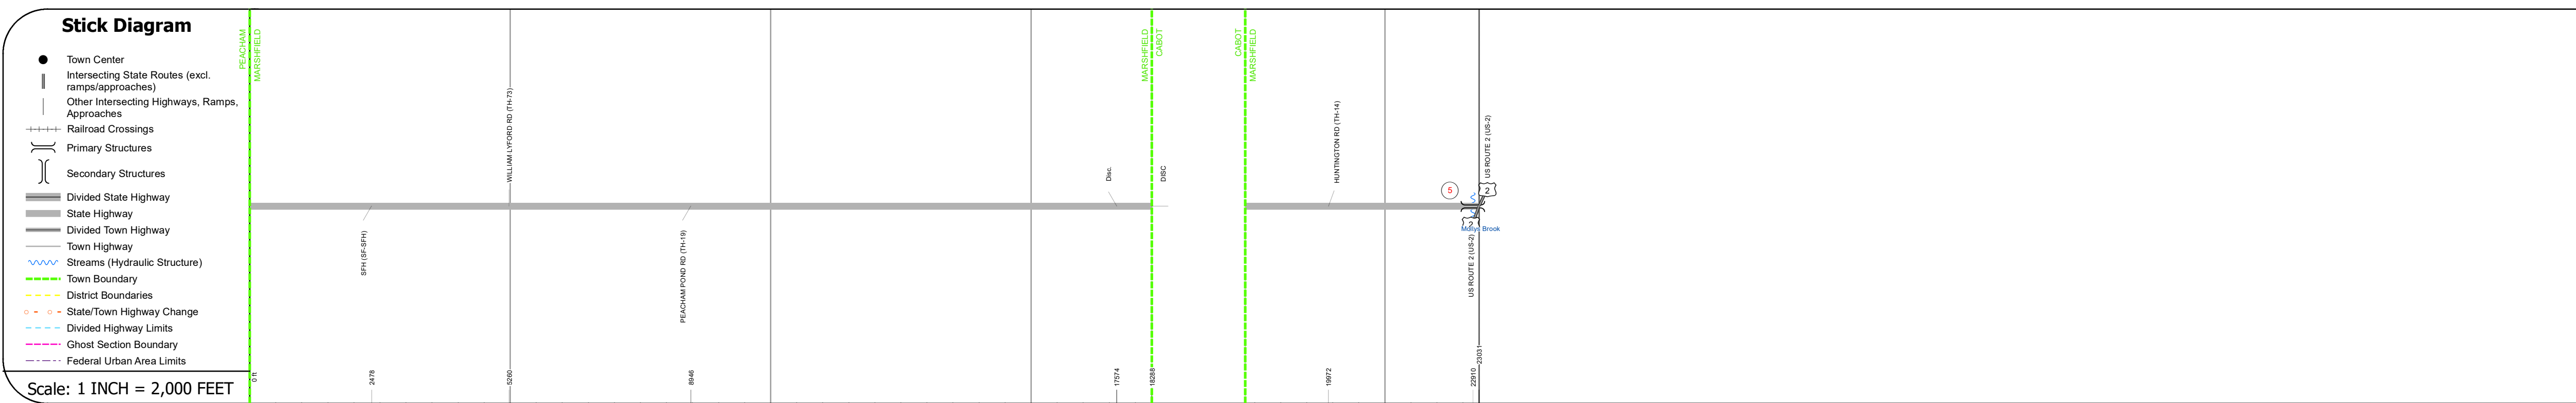 Stick Diagram
Town Center
Intersecting State Routes (excl.
ramps/approaches)
Other Intersecting Highways, Ramps,
Approaches
Railroad Crossings
Primary Structures
Secondary Structures
Divided State Highway
State Highway
Divided Town Highway
Town Highway
Streams (Hydraulic Structure)
Town Boundary
District Boundaries
State/Town Highway Change
Divided Highway Limits
Ghost Section Boundary
Federal Urban Area Limits
Scale: 1 INCH = 2,000 FEET
PEACHAM
MARSHFIELD
SFH (SF-SFH)
WILLIAM LYFORD RD (TH-73)
PEACHAM POND RD (TH-19)
Disc.
MARSHFIELD
CABOT
DISC
CABOT
MARSHFIELD
HUNTINGTON RD (TH-14)
5
US ROUTE 2 (US-2)
2
2
Mollys Brook
US ROUTE 2 (US-2)
0 ft
2478
5260
8946
17574
18288
19972
22910
23031